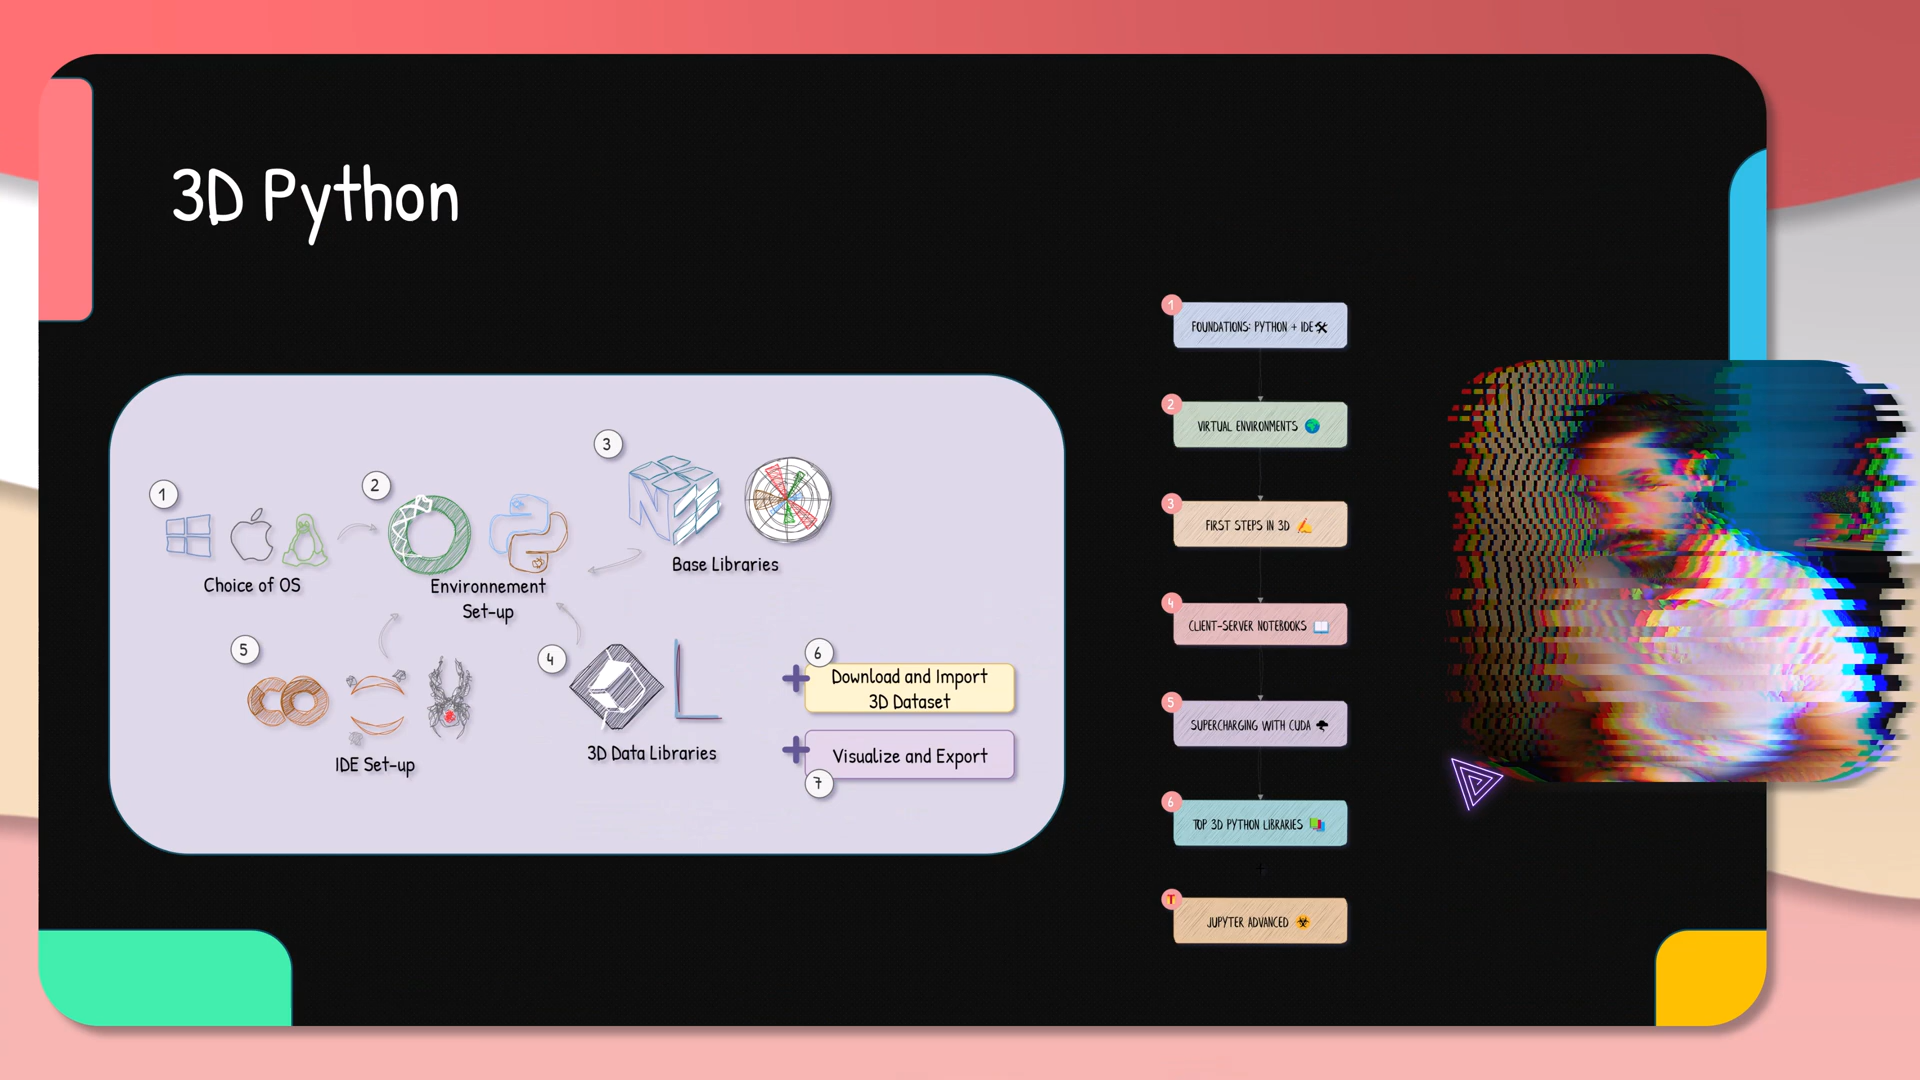 3D Python
1
Choice of OS
2
Environnement
Set-up
3
Base Libraries
4
3D Data Libraries
5
IDE Set-up
6
Download and Import
3D Dataset
Visualize and Export
7
1
FOUNDATIONS: PYTHON + IDE
2
VIRTUAL ENVIRONMENTS
3
FIRST STEPS IN 3D
4
CLIENT-SERVER NOTEBOOKS
5
SUPERCHARGING WITH CUDA
6
TOP 3D PYTHON LIBRARIES
T
JUPYTER ADVANCED